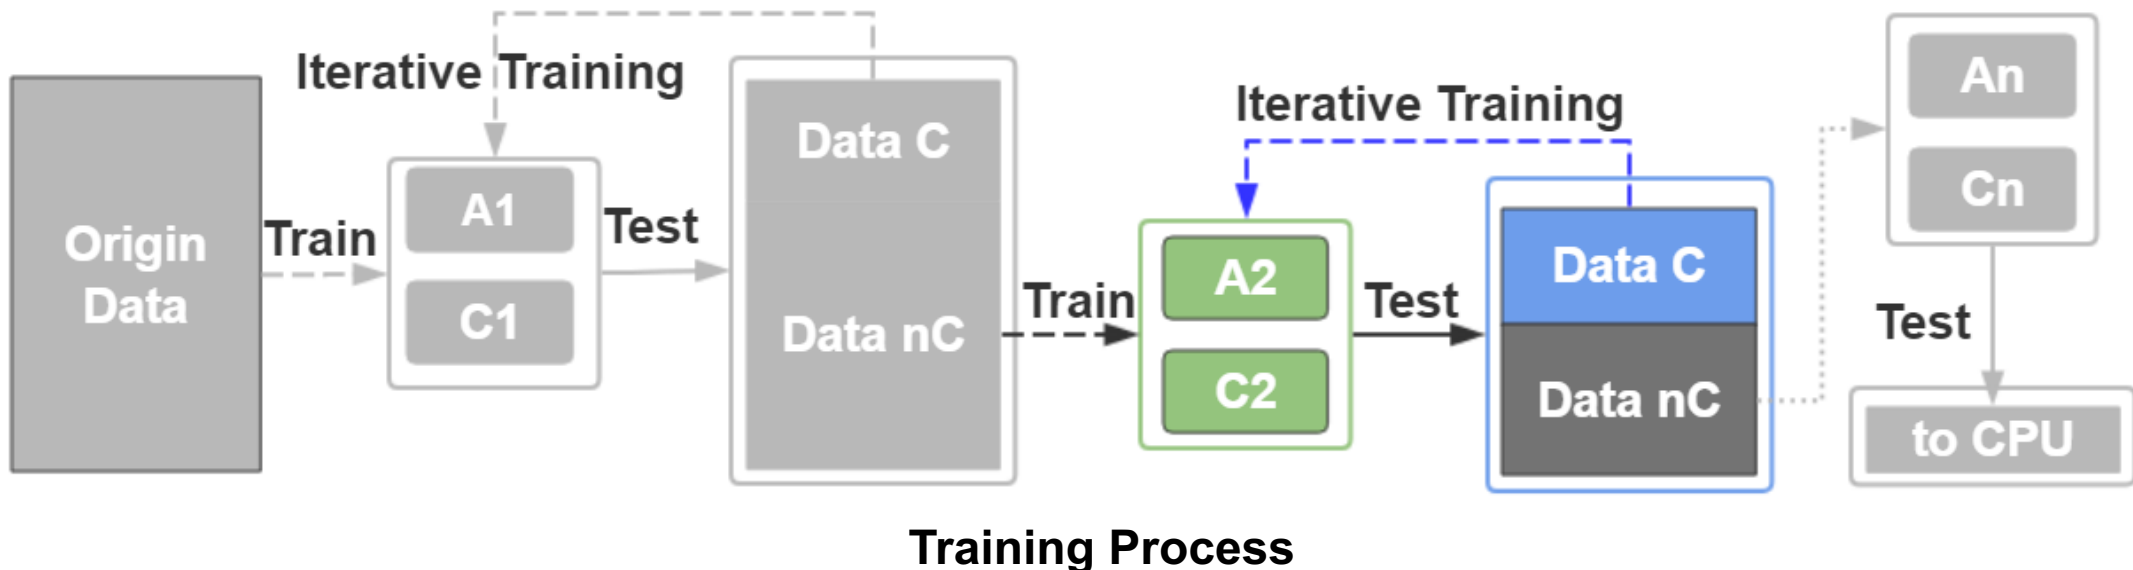 Iterative Training
Origin
Data
Train
A1
C1
Test
Data C
Data nC
Train
Iterative Training
A2
C2
Test
Data C
Data nC
An
Cn
Test
to CPU
Training Process